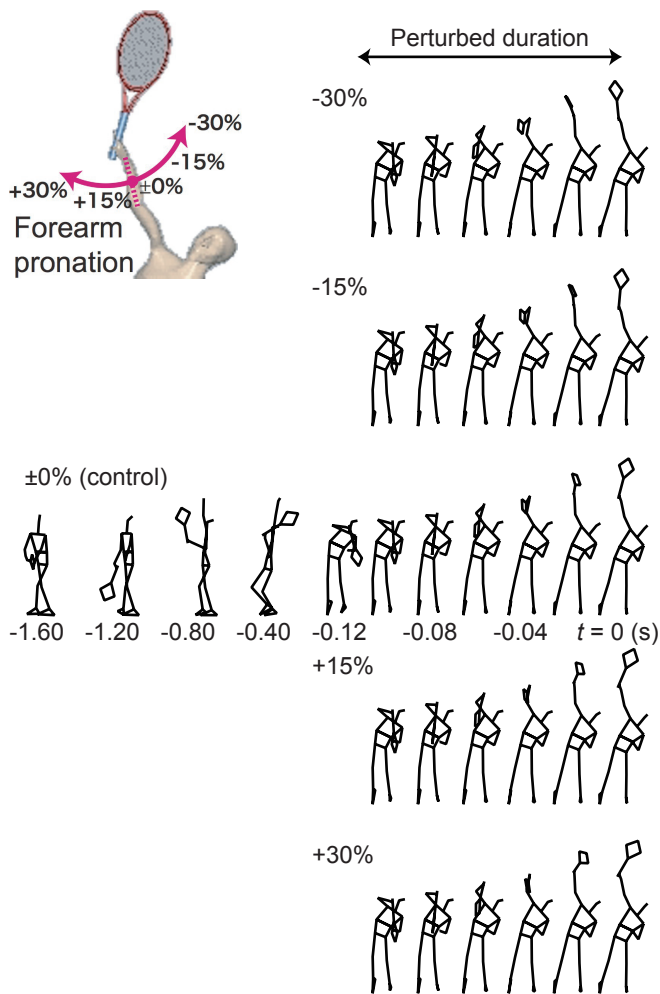 Perturbed duration
-30%
-30%
-15%
±0%
+15%
+30%
Forearm
pronation
-15%
±0% (control)
-1.60 -1.20 -0.80 -0.40 -0.12 -0.08 -0.04 t = 0 (s)
+15%
+30%